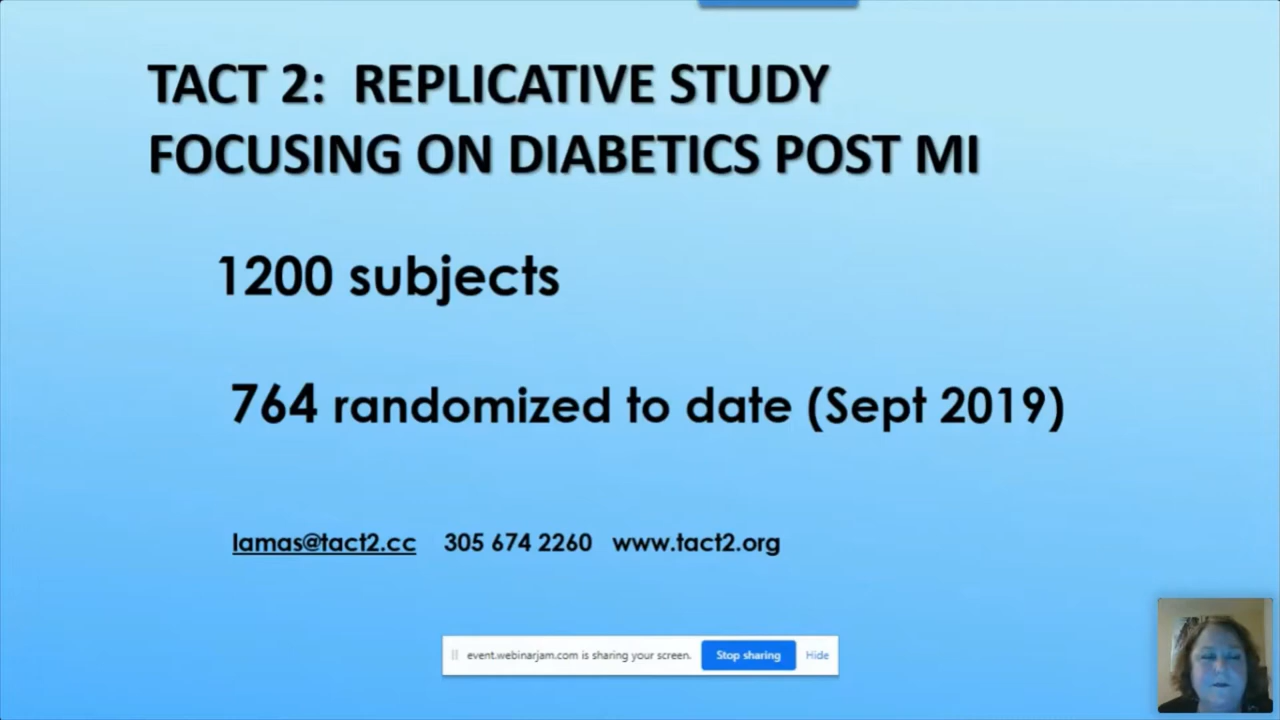 TACT 2: REPLICATIVE STUDY
FOCUSING ON DIABETICS POST MI
1200 subjects
764 randomized to date (Sept 2019)
lamas@tact2.cc 305 674 2260 www.tact2.org
event.webinarjam.com is sharing your screen. Stop sharing Hide